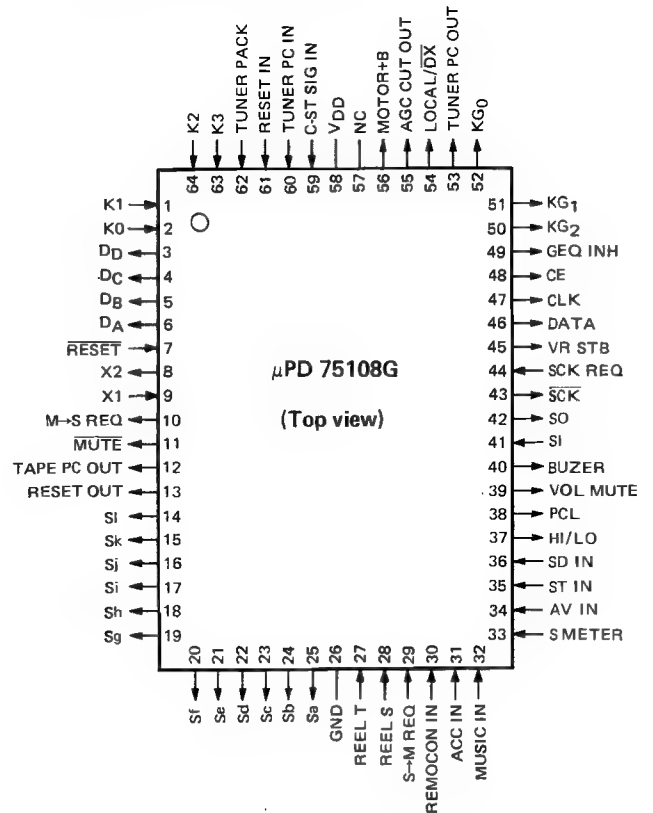 K2
K3
TUNER PACK
RESET IN
TUNER PC IN
C-ST SIG IN
VDD
NC
MOTOR+B
AGC CUT OUT
LOCAL/DX
TUNER PC OUT
KG0
64 63 62 61 60 59 58 57 56 55 54 53 52
K1 1
K0 2
DD 3
DC 4
DB 5
DA 6
RESET 7
X2 8
X1 9
M→S REQ 10
MUTE 11
TAPE PC OUT 12
RESET OUT 13
Sl 14
Sk 15
Sj 16
Si 17
Sh 18
Sg 19
μPD 75108G
(Top view)
51 KG1
50 KG2
49 GEQ INH
48 CE
47 CLK
46 DATA
45 VR STB
44 SCK REQ
43 SCK
42 SO
41 SI
40 BUZER
39 VOL MUTE
38 PCL
37 HI/LO
36 SD IN
35 ST IN
34 AV IN
33 S METER
20 21 22 23 24 25 26 27 28 29 30 31 32
Sf
Se
Sd
Sc
Sb
Sa
GND
REEL T
REEL S
S→M REQ
REMOCON IN
ACC IN
MUSIC IN